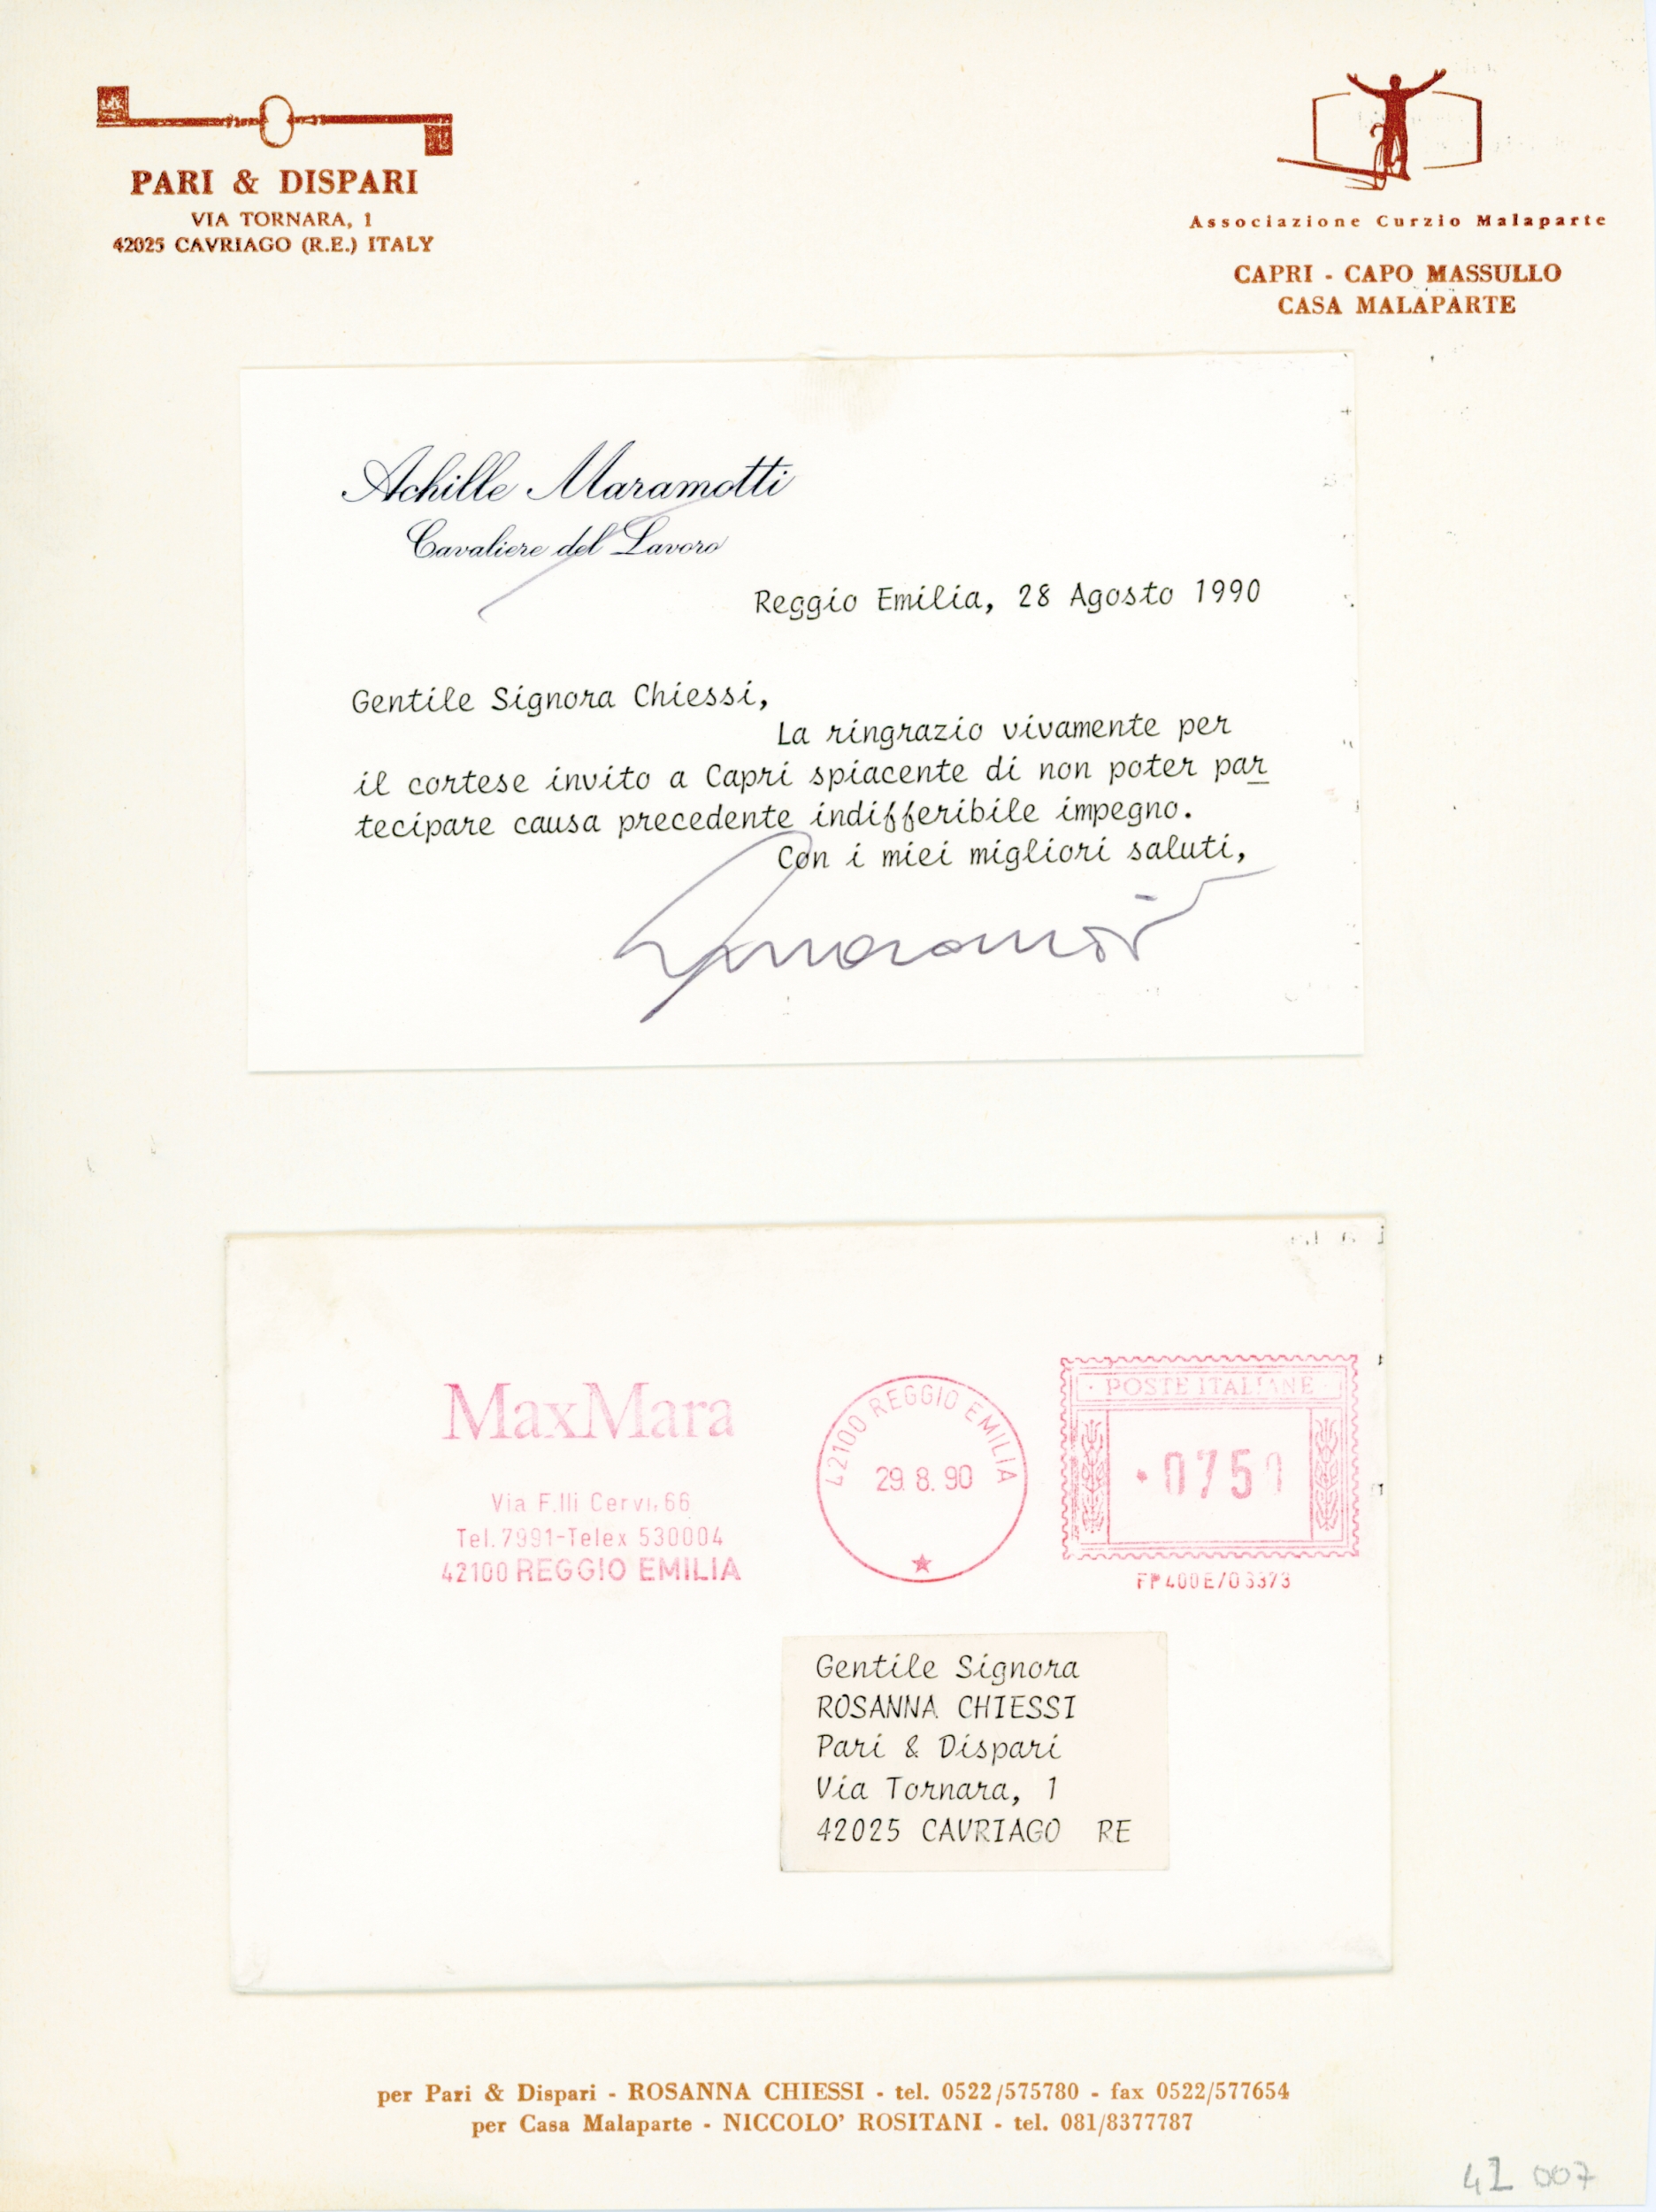 PARI & DISPARI
VIA TORNARA, 1
42025 CAVRIAGO (R.E.) ITALY
Associazione Curzio Malaparte
CAPRI - CAPO MASSULLO
CASA MALAPARTE
Achille Maramotti
Cavaliere del Lavoro
Reggio Emilia, 28 Agosto 1990
Gentile Signora Chiessi,
La ringrazio vivamente per
il cortese invito a Capri spiacente di non poter par
tecipare causa precedente indifferibile impegno.
Con i miei migliori saluti,
MaxMara
Via F.lli Cervi, 66
Tel. 7991-Telex 530004
42100 REGGIO EMILIA
42100 REGGIO EMILIA
29. 8. 90
POSTE ITALIANE
0750
Gentile Signora
ROSANNA CHIESSI
Pari & Dispari
Via Tornara, 1
42025 CAVRIAGO RE
per Pari & Dispari - ROSANNA CHIESSI - tel. 0522/575780 - fax 0522/577654
per Casa Malaparte - NICCOLO' ROSITANI - tel. 081/8377787
41 007